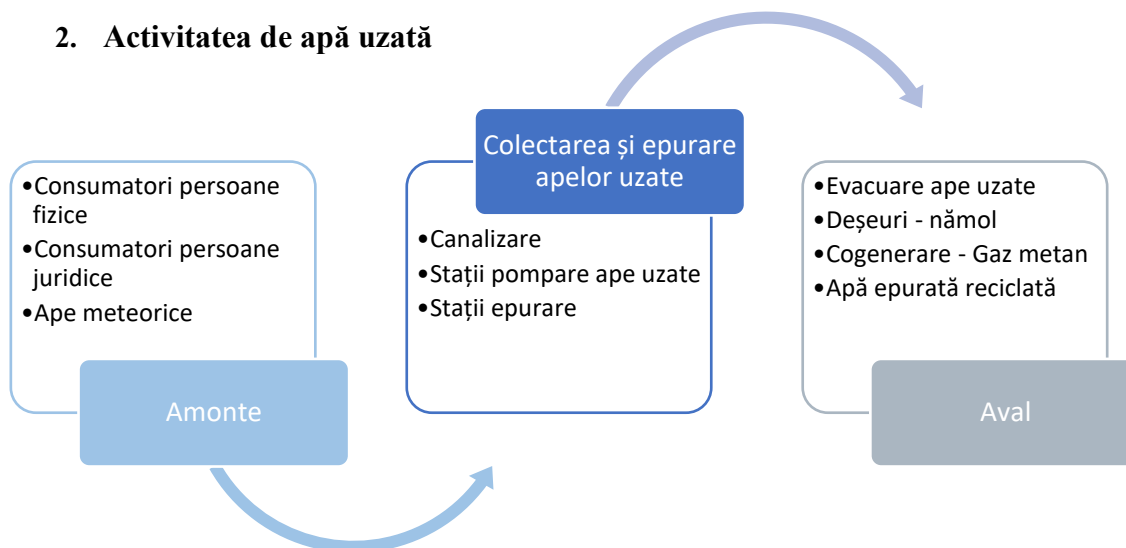 2. Activitatea de apă uzată
•Consumatori persoane
fizice
•Consumatori persoane
juridice
•Ape meteorice
Amonte
Colectarea și epurare
apelor uzate
•Canalizare
•Stații pompare ape uzate
•Stații epurare
•Evacuare ape uzate
•Deșeuri - nămol
•Cogenerare - Gaz metan
•Apă epurată reciclată
Aval